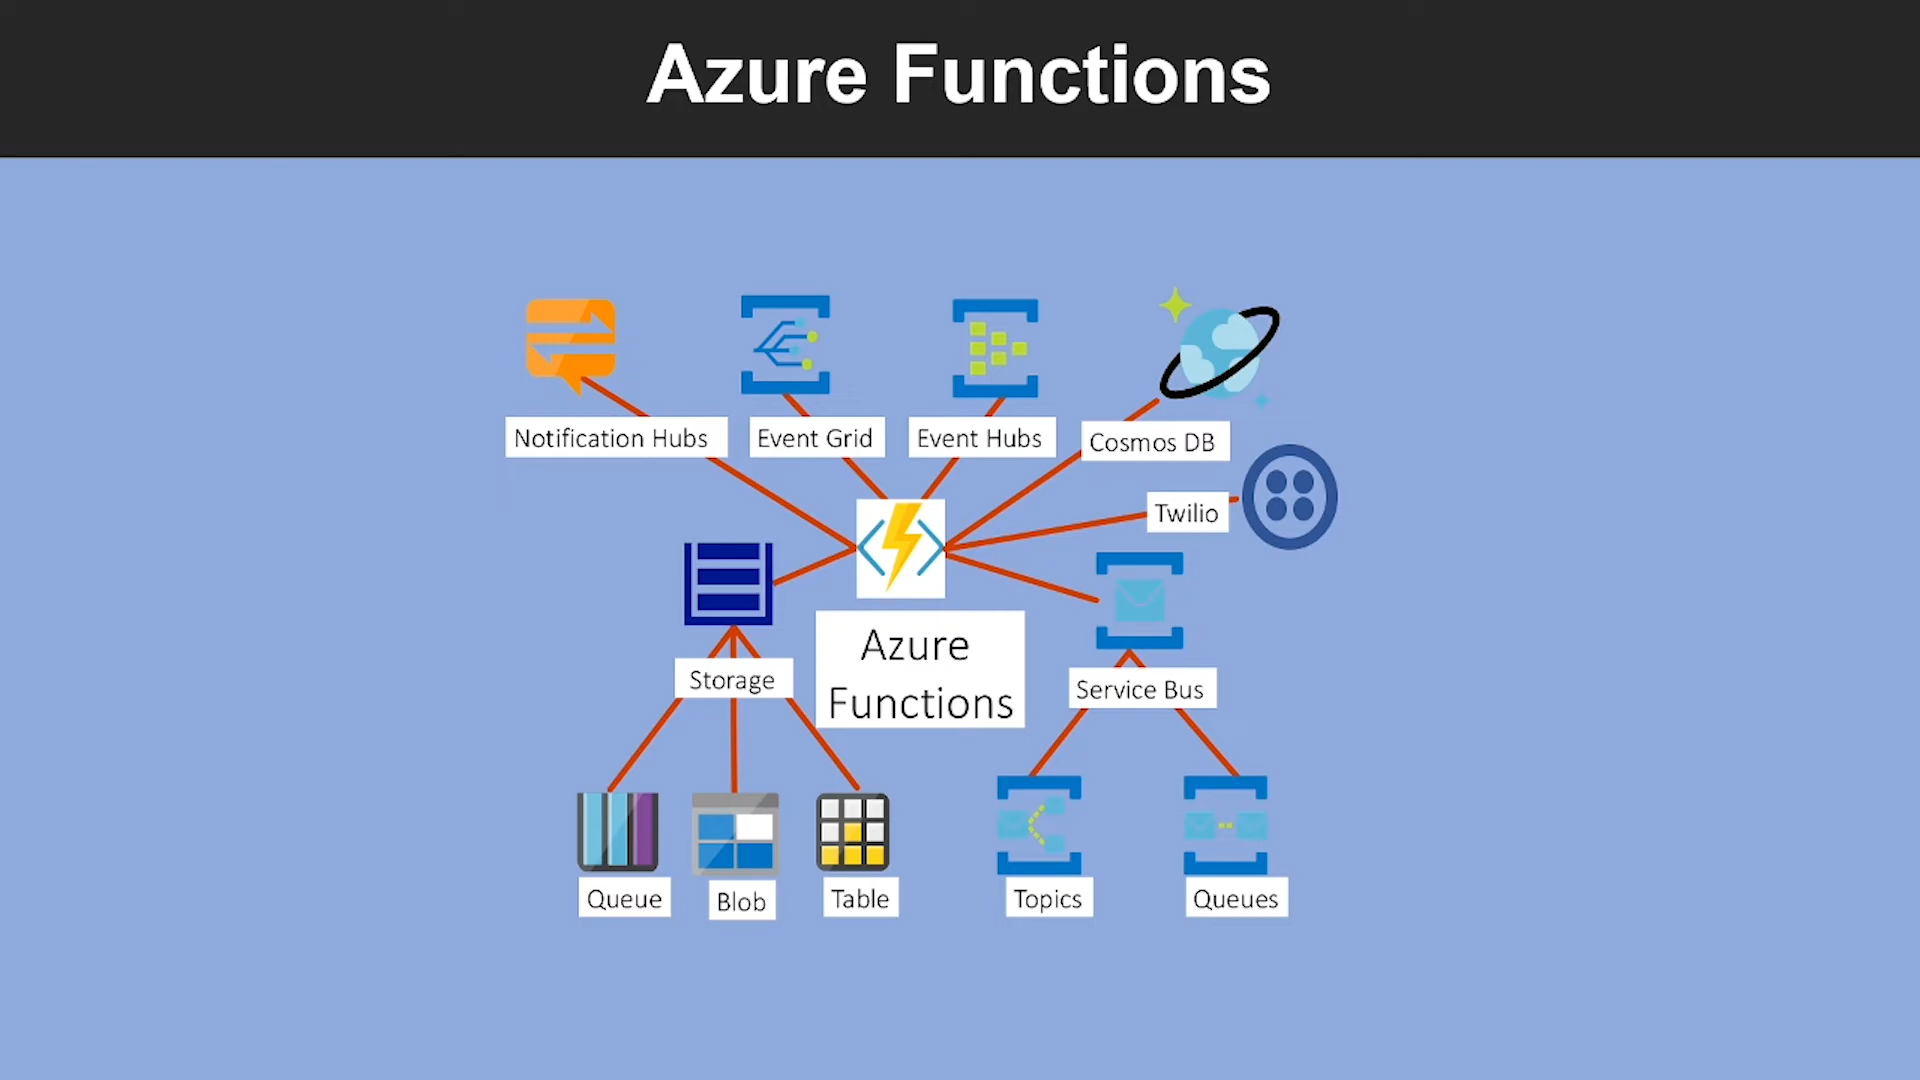 Azure Functions
Notification Hubs
Event Grid
Event Hubs
Cosmos DB
Twilio
Azure
Functions
Storage
Service Bus
Queue
Blob
Table
Topics
Queues